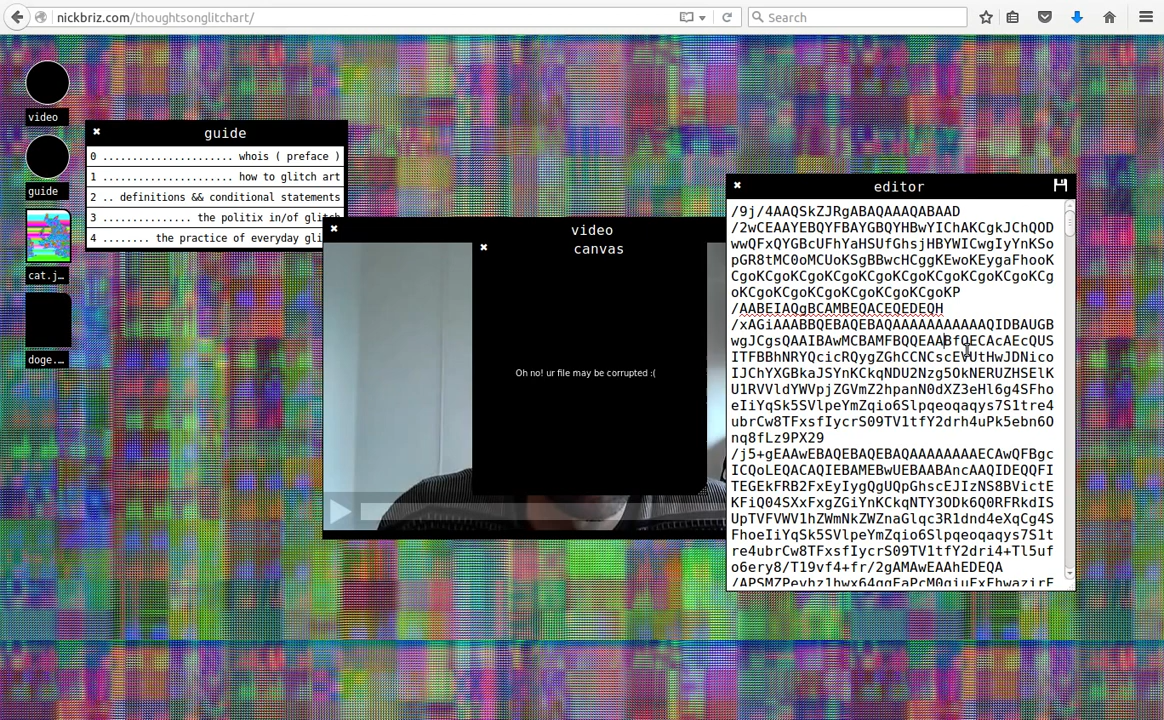 nickbriz.com/thoughtsonglitchart/
Search
video
guide
cat.j...
doge....
guide
0 ...................... whois ( preface )
1 ...................... how to glitch art
2 .. definitions && conditional statements
3 ............... the politix in/of glitch
4 ........ the practice of everyday gli
video
canvas
Oh no! ur file may be corrupted :(
editor
/9j/4AAQSkZJRgABAQAAAQABAAD
/2wCEAAYEBQYFBAYGBQYHBwYIChAKCgkJChQOD
wwQFxQYGBcUFhYaHSUfGhsjHBYWICwgIyYnKSo
pGR8tMC0oMCUoKSgBBwcHCggKEwoKEygaFhooK
CgoKCgoKCgoKCgoKCgoKCgoKCgoKCgoKCgoKCg
oKCgoKCgoKCgoKCgoKCgoKCgoKP
/AABEIAQgBCAMBEQACEQEDEQH
/xAGiAAABBQEBAQEBAQAAAAAAAAAAAQIDBAUGB
ITFBBhNRYQcicRQygZGhCCNCscEVUtHwJDNico
IJChYXGBkaJSYnKCkqNDU2Nzg5OkNERUZHSElK
U1RVVldYWVpjZGVmZ2hpanN0dXZ3eHl6g4SFho
eIiYqSk5SVlpeYmZqio6Slpqeoqaqys7S1tre4
ubrCw8TFxsfIycrS09TV1tfY2drh4uPk5ebn6O
nq8fLz9PX29
/j5+gEAAwEBAQEBAQEBAQAAAAAAAAECAwQFBgc
ICQoLEQACAQIEBAMEBwUEBAABAncAAQIDEQQFI
TEGEkFRB2FxEyIygQgUQpGhscEJIzNS8BVictE
KFiQ04SXxFxgZGiYnKCkqNTY3ODk6Q0RFRkdIS
UpTVFVWV1hZWmNkZWZnaGlqc3R1dnd4eXqCg4S
FhoeIiYqSk5SVlpeYmZqio6Slpqeoqaqys7S1t
re4ubrCw8TFxsfIycrS09TV1tfY2dri4+Tl5uf
o6ery8/T19vf4+fr/2gAMAwEAAhEDEQA